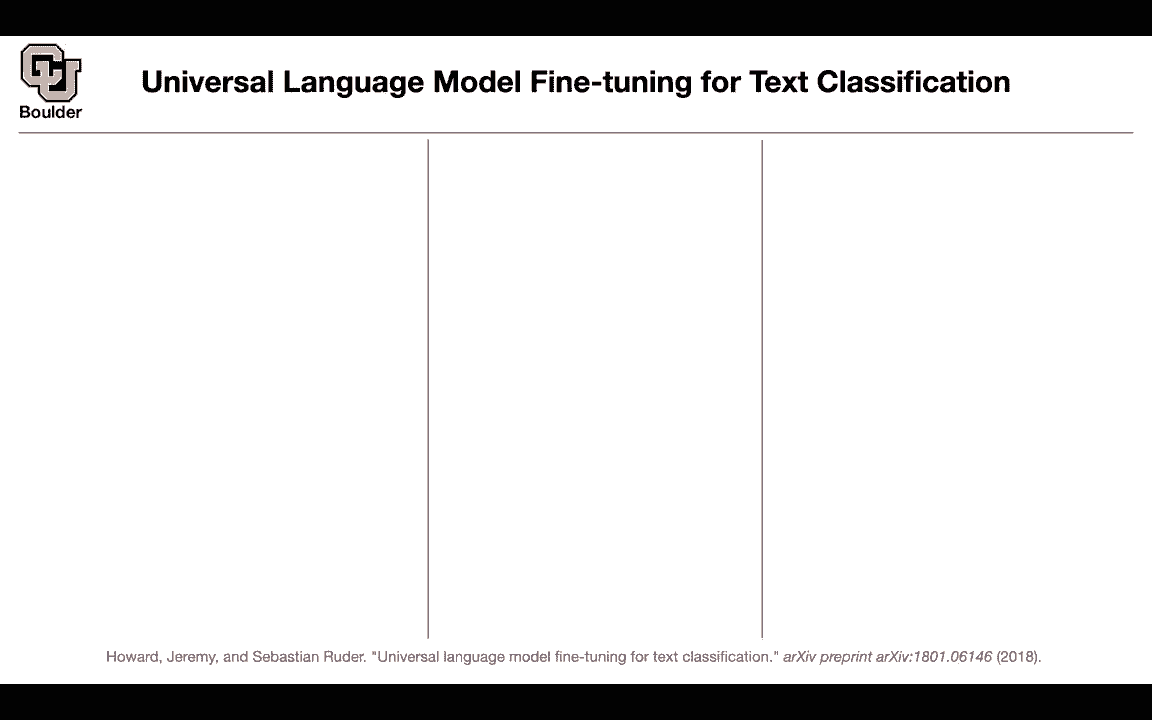 CU
Boulder
Universal Language Model Fine-tuning for Text Classification
Howard, Jeremy, and Sebastian Ruder. "Universal language model fine-tuning for text classification." arXiv preprint arXiv:1801.06146 (2018).